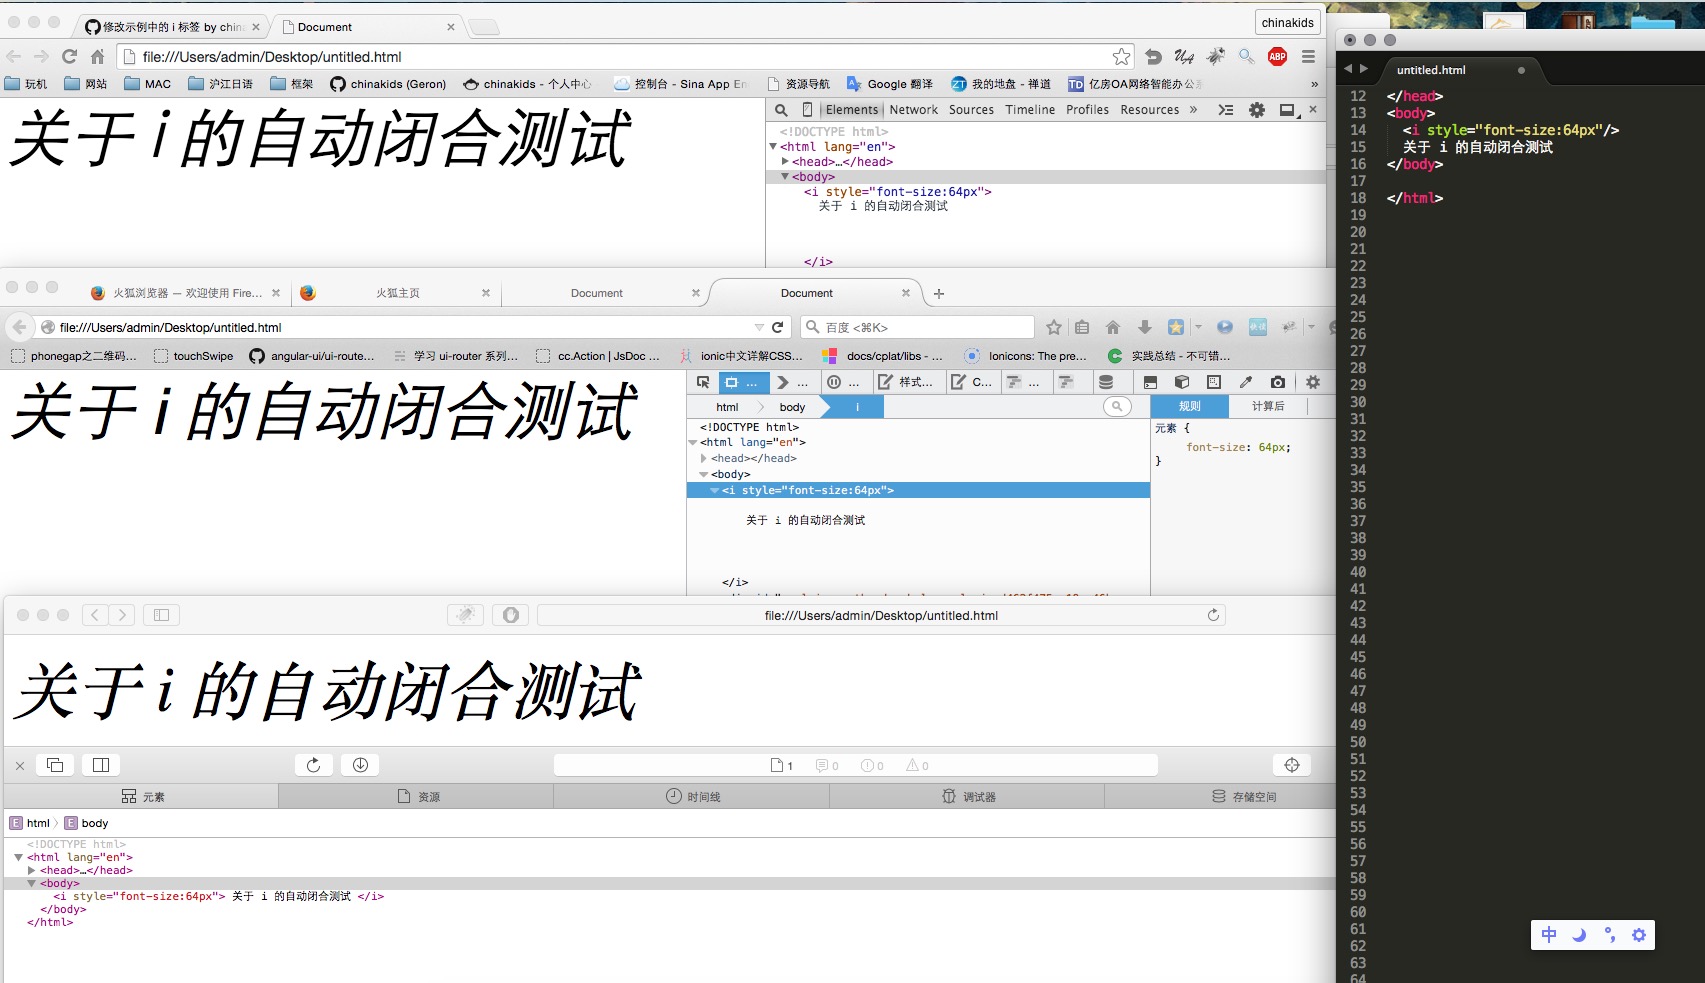 修改示例中的 i 标签 by chin
Document
chinakids
file:///Users/admin/Desktop/untitled.html
ABP
玩机
网站
MAC
沪江日语
框架
chinakids (Geron)
chinakids - 个人中心
控制台 - Sina App En
资源导航
Google 翻译
ZT
我的地盘 - 禅道
TD
亿房OA网络智能办公
»
关于 i 的自动闭合测试
Elements Network Sources Timeline Profiles Resources »
<!DOCTYPE html>
<html lang="en">
<head>…</head>
<body>
<i style="font-size:64px">
关于 i 的自动闭合测试
</i>
火狐浏览器 — 欢迎使用 Fire...
火狐主页
Document
Document
file:///Users/admin/Desktop/untitled.html
百度 <⌘K>
phonegap之二维码...
touchSwipe
angular-ui/ui-route...
学习 ui-router 系列...
cc.Action | JsDoc ...
ionic中文详解CSS...
docs/cplat/libs - ...
Ionicons: The pre...
实践总结 - 不可错...
关于 i 的自动闭合测试
...
...
...
样式...
C...
...
html
body
i
规则
计算后
<!DOCTYPE html>
<html lang="en">
<head></head>
<body>
<i style="font-size:64px">
关于 i 的自动闭合测试
</i>
元素 {
font-size: 64px;
}
file:///Users/admin/Desktop/untitled.html
关于 i 的自动闭合测试
1
0
0
0
元素
资源
时间线
调试器
存储空间
E html
E body
<!DOCTYPE html>
<html lang="en">
<head>…</head>
<body>
<i style="font-size:64px"> 关于 i 的自动闭合测试 </i>
</body>
</html>
untitled.html
12 </head>
13 <body>
14 <i style="font-size:64px"/>
15 关于 i 的自动闭合测试
16 </body>
17
18 </html>
19
20
21
22
23
24
25
26
27
28
29
30
31
32
33
34
35
36
37
38
39
40
41
42
43
44
45
46
47
48
49
50
51
52
53
54
55
56
57
58
59
60
61
62
63
64
中